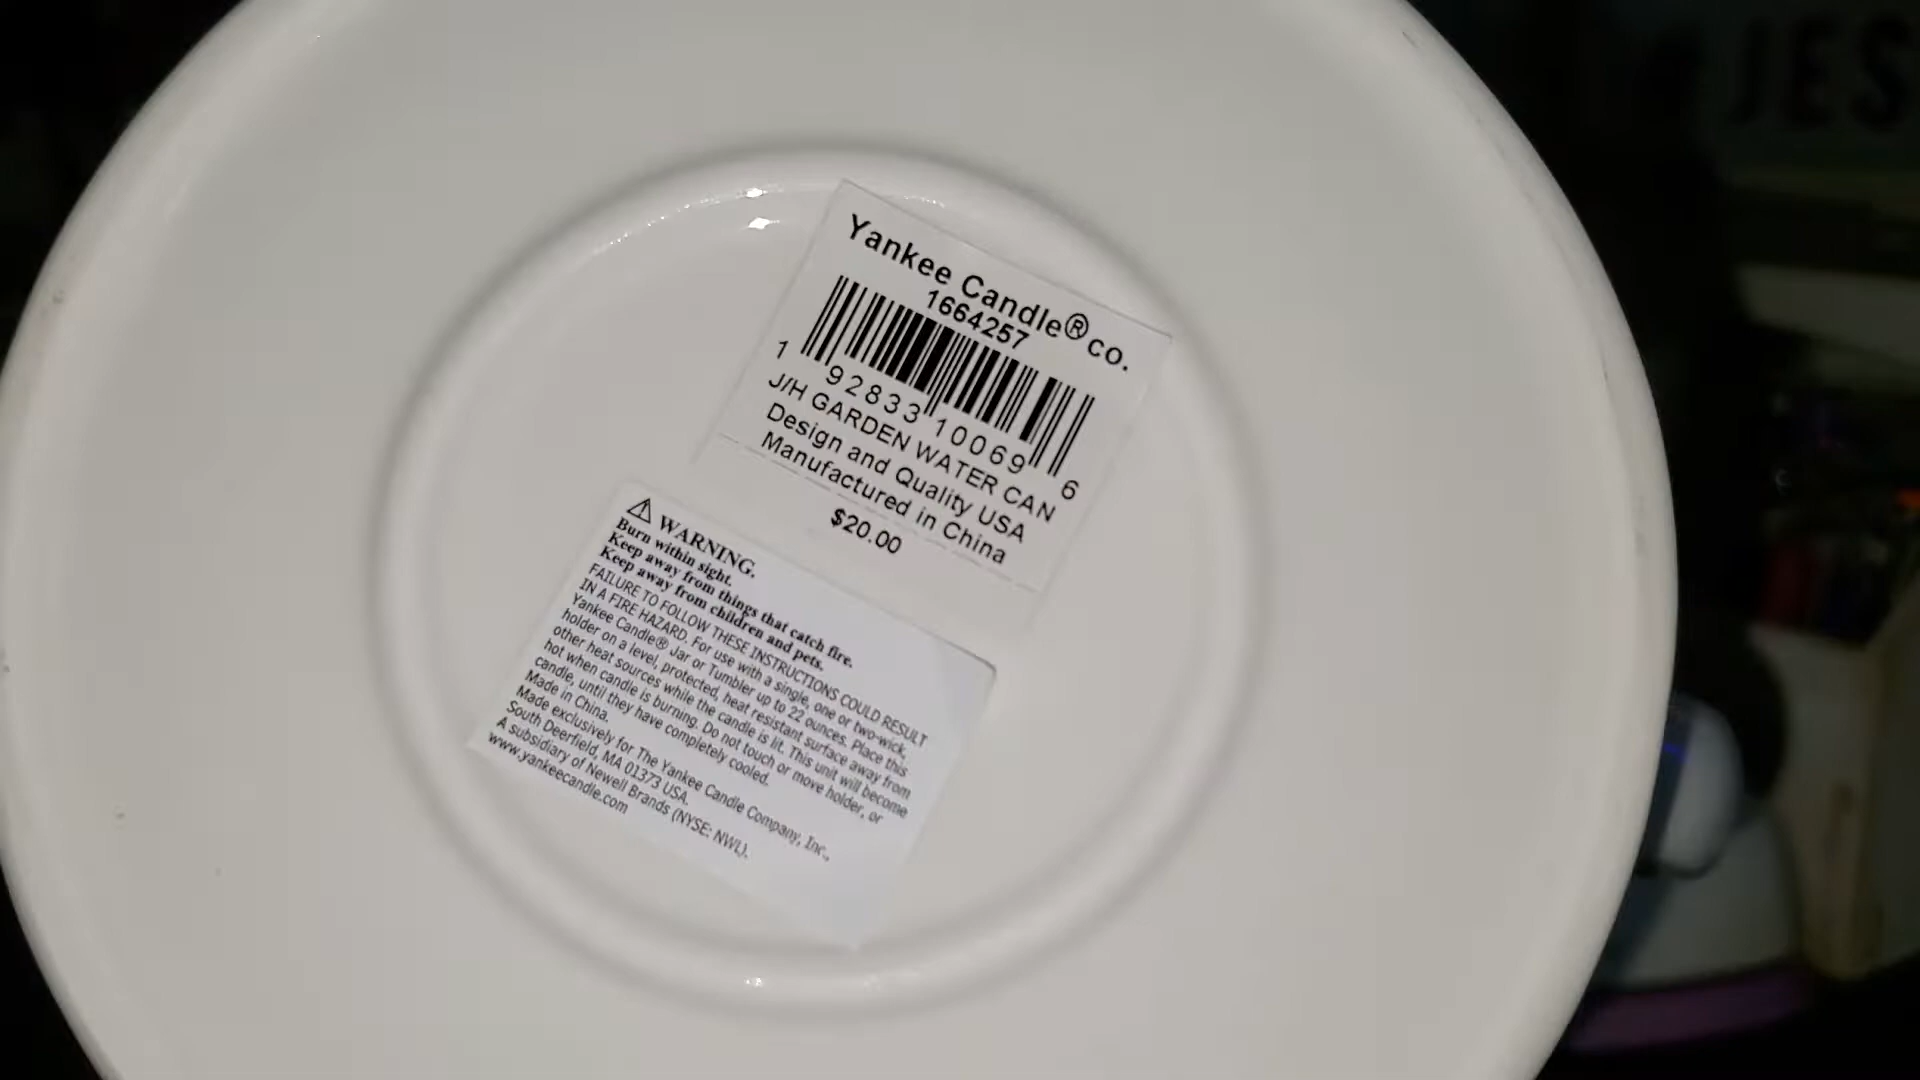 Yankee Candle® co.
1664257
1 92833 10069 6
J/H GARDEN WATER CAN
Design and Quality USA
Manufactured in China
$20.00
⚠ WARNING.
Burn within sight.
Keep away from things that catch fire.
Keep away from children and pets.
FAILURE TO FOLLOW THESE INSTRUCTIONS COULD RESULT
IN A FIRE HAZARD. For use with a single, one or two-wick,
Yankee Candle® Jar or Tumbler up to 22 ounces. Place this
holder on a level, protected, heat resistant surface away from
other heat sources while the candle is lit. This unit will become
hot when candle is burning. Do not touch or move holder, or
candle, until they have completely cooled.
Made in China.
Made exclusively for The Yankee Candle Company, Inc.,
South Deerfield, MA 01373 USA.
A subsidiary of Newell Brands (NYSE: NWL).
www.yankeecandle.com
JES